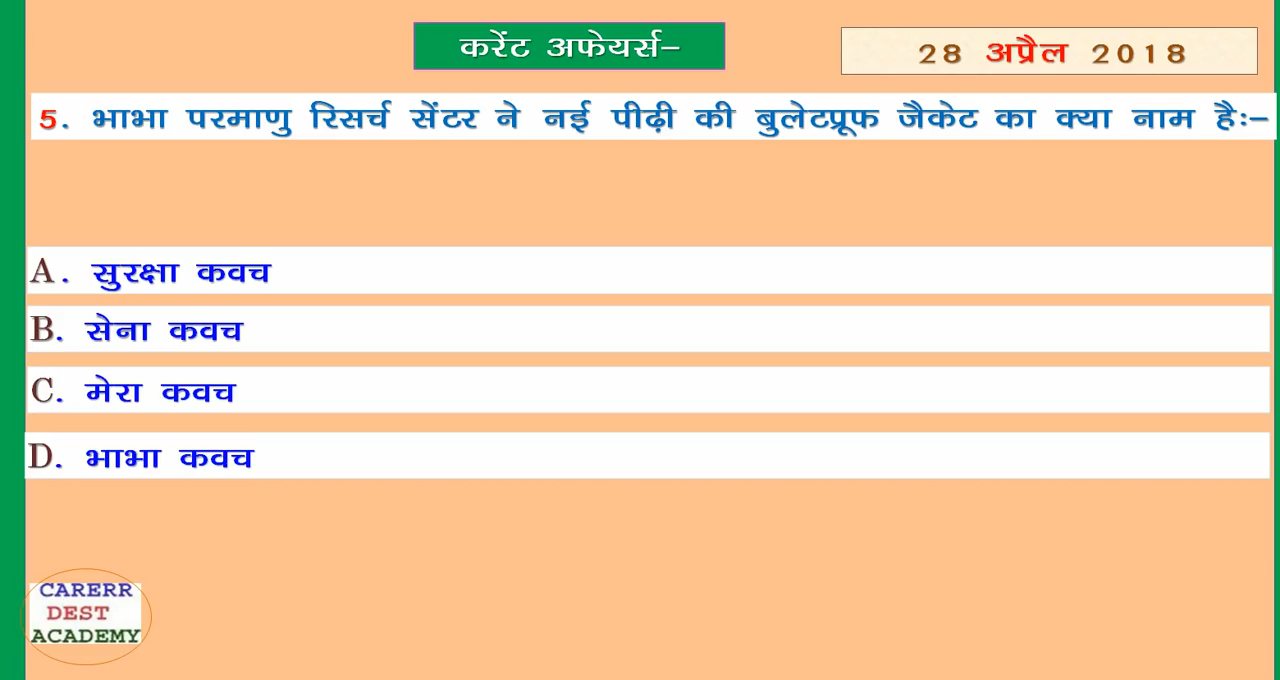 करेंट अफेयर्स–
28 अप्रैल 2018
5. भाभा परमाणु रिसर्च सेंटर ने नई पीढ़ी की बुलेटप्रूफ जैकेट का क्या नाम है:–
A. सुरक्षा कवच
B. सेना कवच
C. मेरा कवच
D. भाभा कवच
CARERR
DEST
ACADEMY